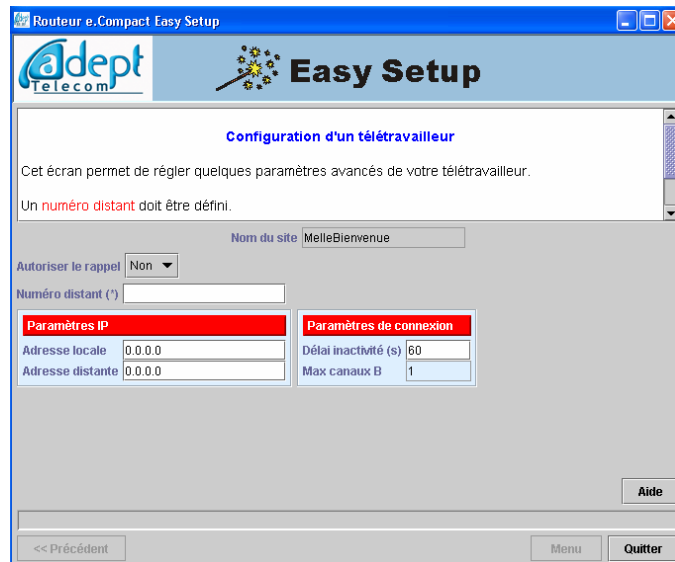 Routeur e.Compact Easy Setup
adept
Telecom
Easy Setup
Configuration d'un télétravailleur
Cet écran permet de régler quelques paramètres avancés de votre télétravailleur.
Un numéro distant doit être défini.
Nom du site MelleBienvenue
Autoriser le rappel Non
Numéro distant (*)
Paramètres IP
Adresse locale 0.0.0.0
Adresse distante 0.0.0.0
Paramètres de connexion
Délai inactivité (s) 60
Max canaux B 1
Aide
<< Précédent
Menu
Quitter